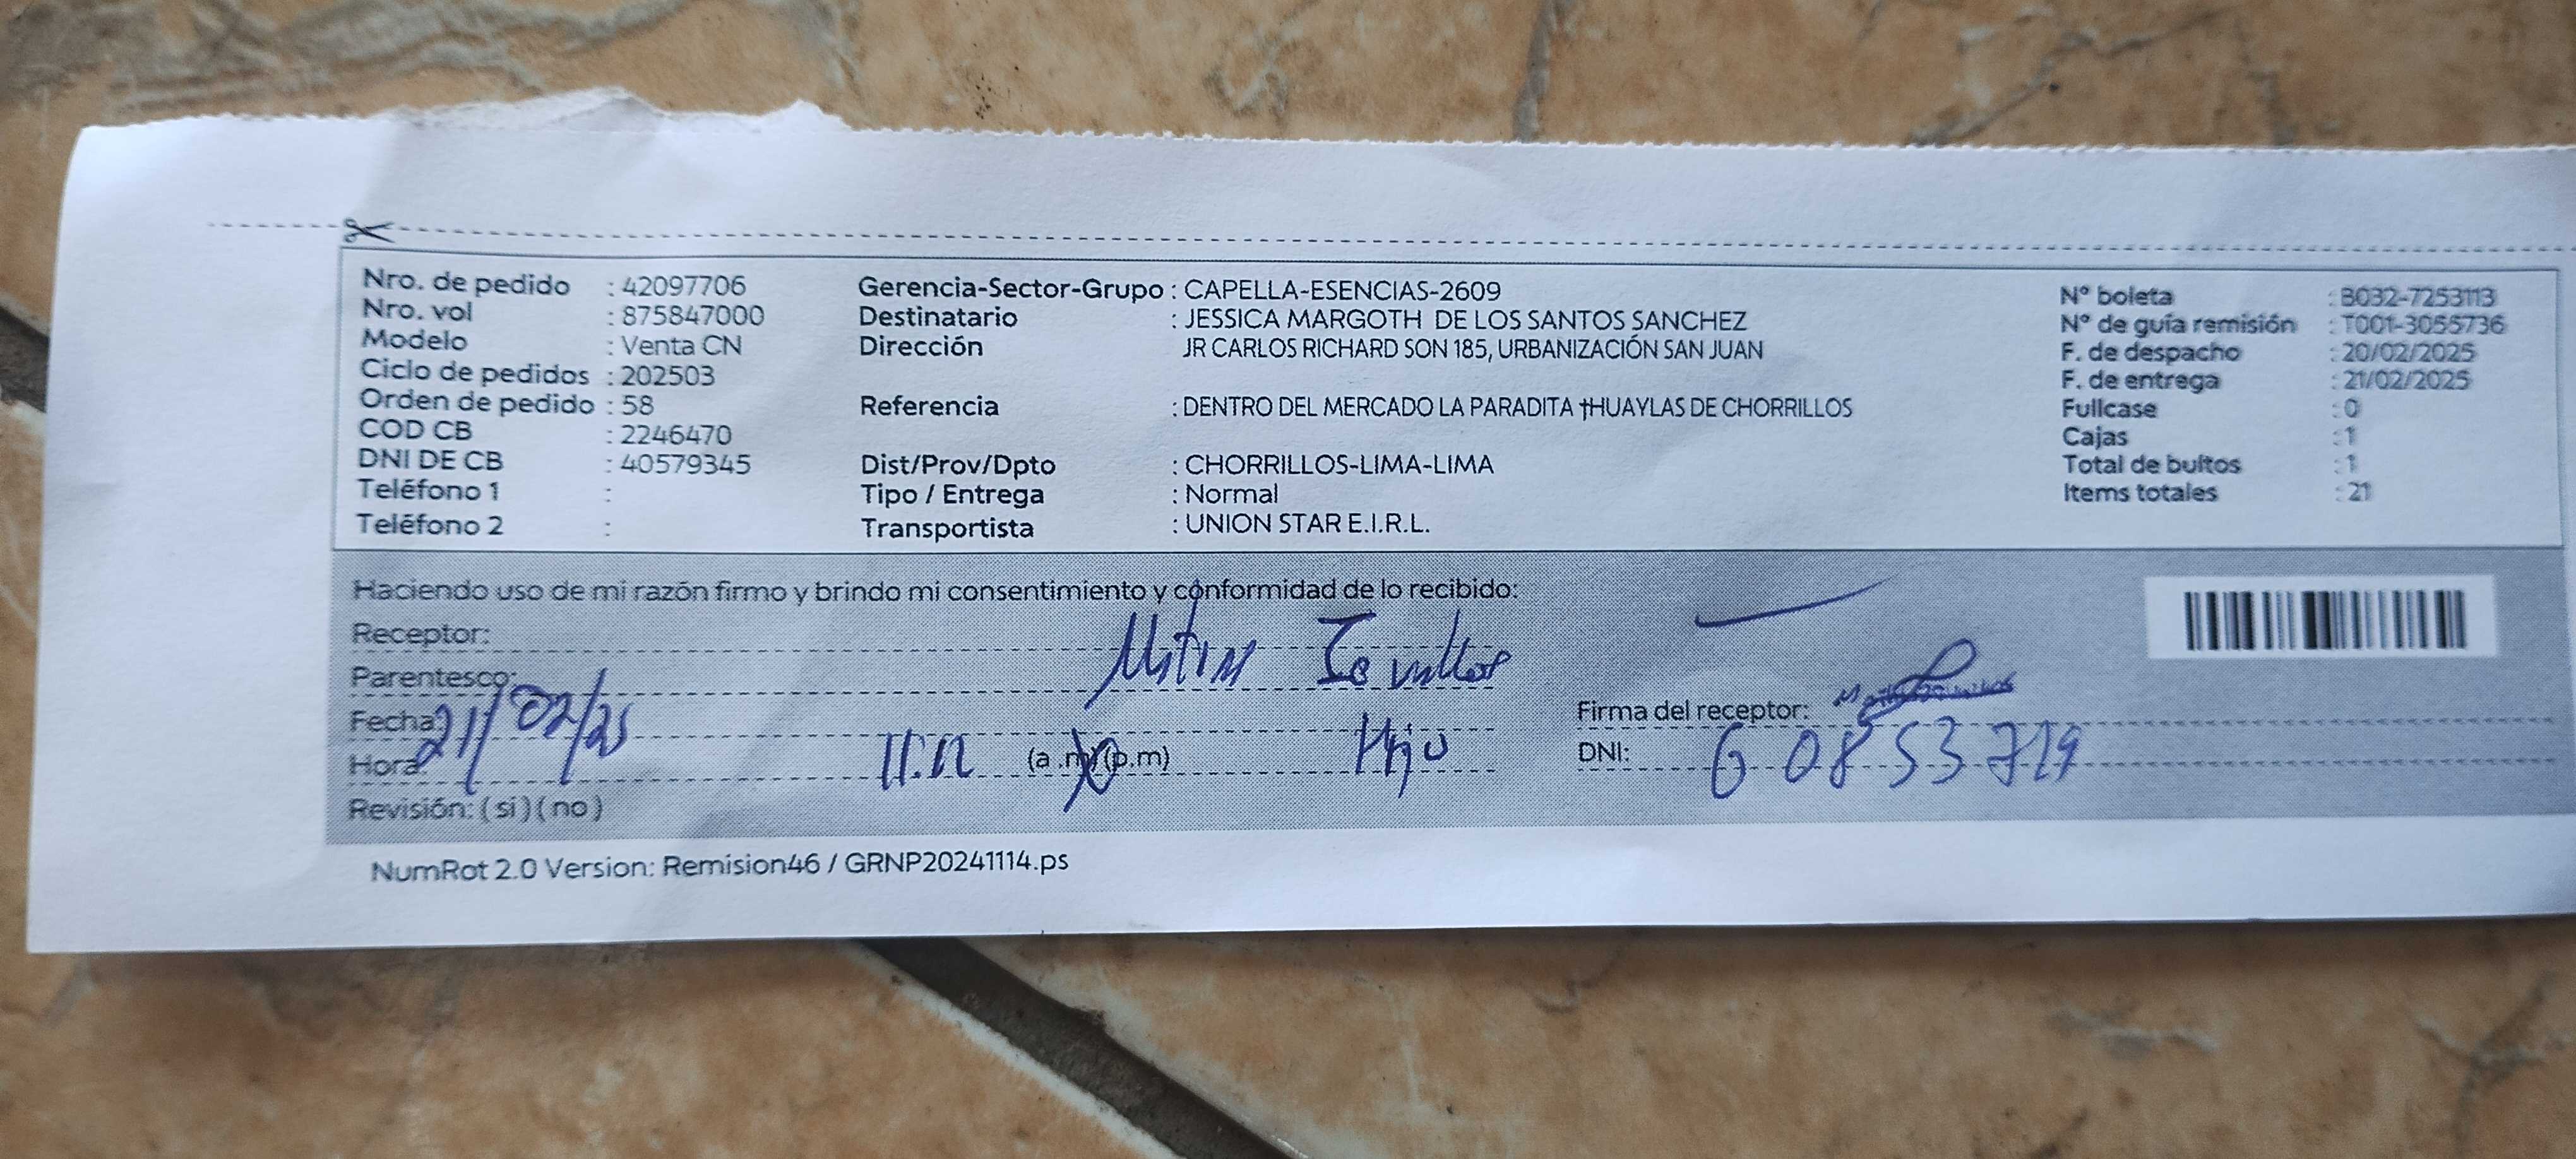 Nro. de pedido : 42097706
Nro. vol : 875847000
Modelo : Venta CN
Ciclo de pedidos : 202503
Orden de pedido : 58
COD CB : 2246470
DNI DE CB : 40579345
Teléfono 1 :
Teléfono 2 :
Gerencia-Sector-Grupo : CAPELLA-ESENCIAS-2609
Destinatario : JESSICA MARGOTH DE LOS SANTOS SANCHEZ
Dirección JR CARLOS RICHARD SON 185, URBANIZACIÓN SAN JUAN
Referencia : DENTRO DEL MERCADO LA PARADITA †HUAYLAS DE CHORRILLOS
Dist/Prov/Dpto : CHORRILLOS-LIMA-LIMA
Tipo / Entrega : Normal
Transportista : UNION STAR E.I.R.L.
N° boleta : B032-7253113
N° de guía remisión : T001-3055736
F. de despacho : 20/02/2025
F. de entrega : 21/02/2025
Fullcase : 0
Cajas : 1
Total de bultos : 1
Items totales : 21
Haciendo uso de mi razón firmo y brindo mi consentimiento y conformidad de lo recibido:
Receptor:
Parentesco:
Fecha: 21/02/25
Hora: 11:12 (a.m)(p.m) Hijo
Revisión: (si)(no)
Firma del receptor:
DNI: 60853719
NumRot 2.0 Version: Remision46 / GRNP20241114.ps